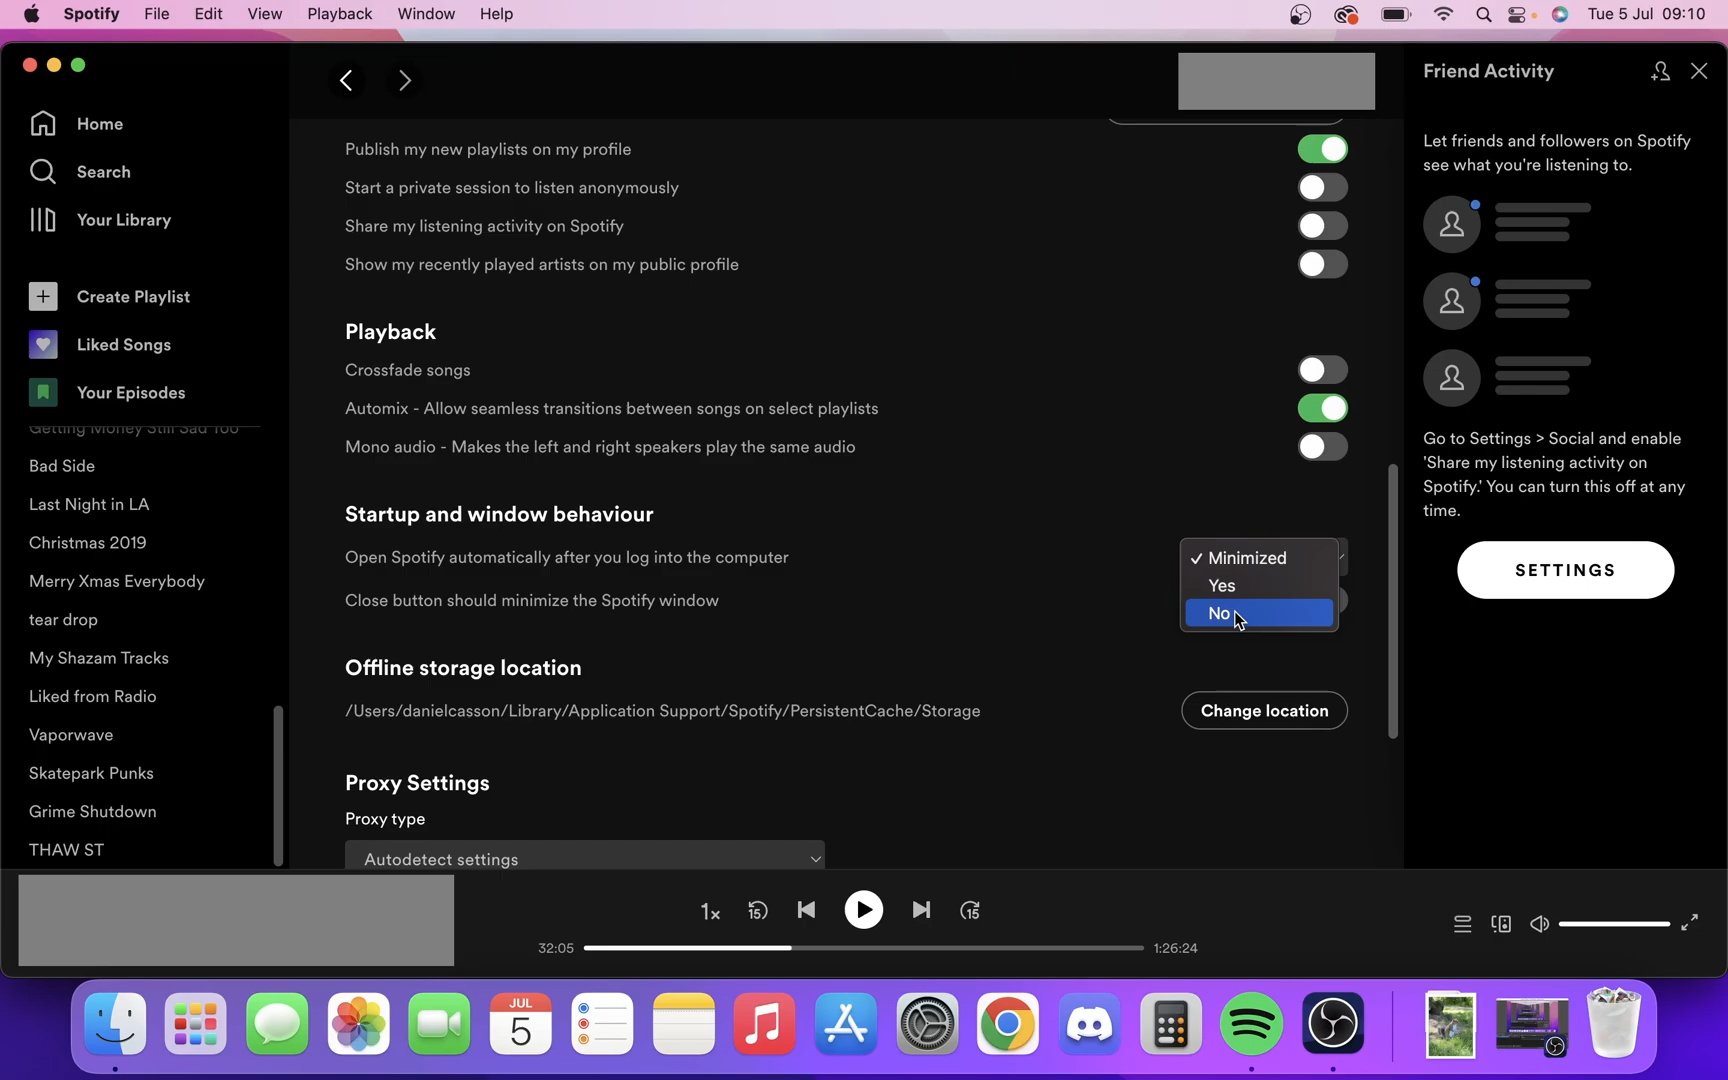 Spotify File Edit View Playback Window Help Tue 5 Jul 09:10
Home
Search
Your Library
Create Playlist
Liked Songs
Your Episodes
Getting Money Still Sad Too
Bad Side
Last Night in LA
Christmas 2019
Merry Xmas Everybody
tear drop
My Shazam Tracks
Liked from Radio
Vaporwave
Skatepark Punks
Grime Shutdown
THAW ST
Publish my new playlists on my profile
Start a private session to listen anonymously
Share my listening activity on Spotify
Show my recently played artists on my public profile
Playback
Crossfade songs
Automix - Allow seamless transitions between songs on select playlists
Mono audio - Makes the left and right speakers play the same audio
Startup and window behaviour
Open Spotify automatically after you log into the computer
✓ Minimized
Yes
No
Close button should minimize the Spotify window
Offline storage location
/Users/danielcasson/Library/Application Support/Spotify/PersistentCache/Storage
Change location
Proxy Settings
Proxy type
Autodetect settings
Friend Activity
Let friends and followers on Spotify
see what you're listening to.
Go to Settings > Social and enable
'Share my listening activity on
Spotify.' You can turn this off at any
time.
SETTINGS
1x 15 15
32:05 1:26:24
JUL
5